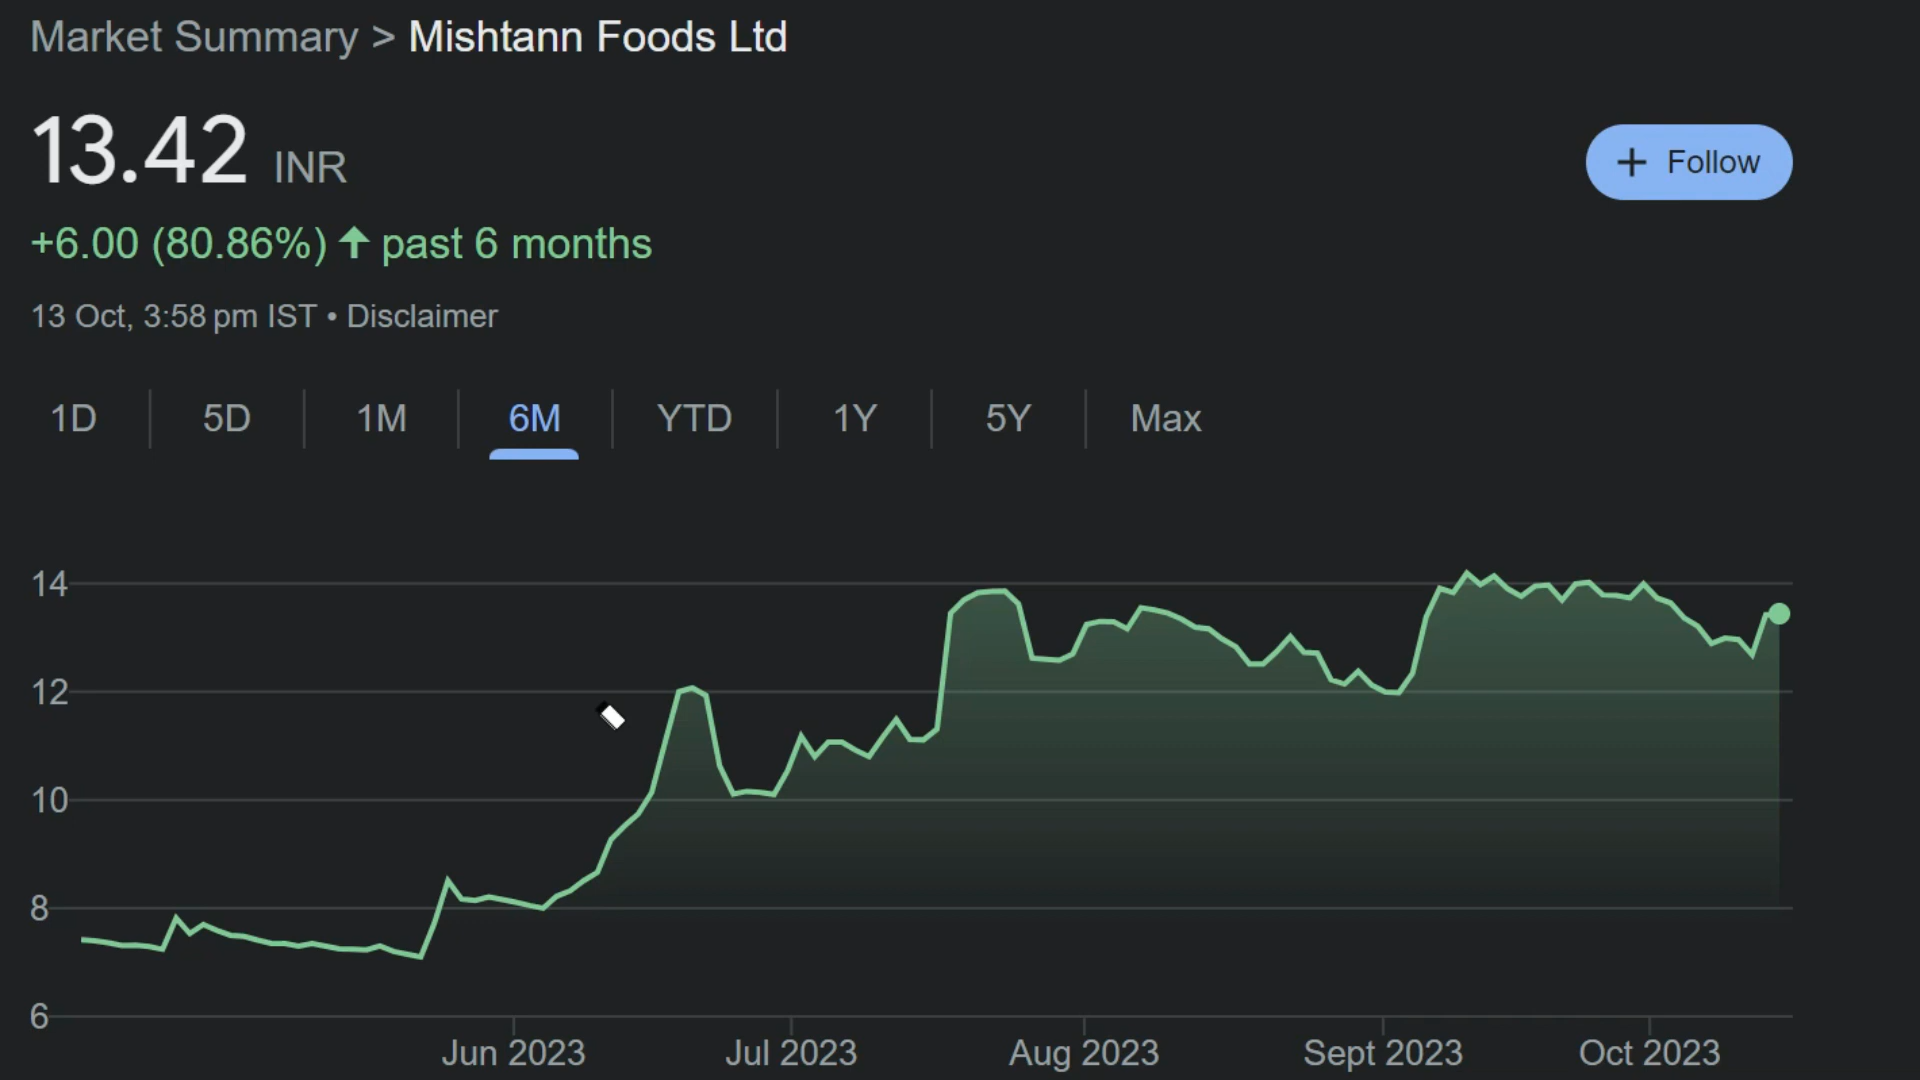 Market Summary > Mishtann Foods Ltd
13.42 INR
+ Follow
+6.00 (80.86%) ↑ past 6 months
13 Oct, 3:58 pm IST • Disclaimer
1D 5D 1M 6M YTD 1Y 5Y Max
14
12
10
8
6
Jun 2023 Jul 2023 Aug 2023 Sept 2023 Oct 2023